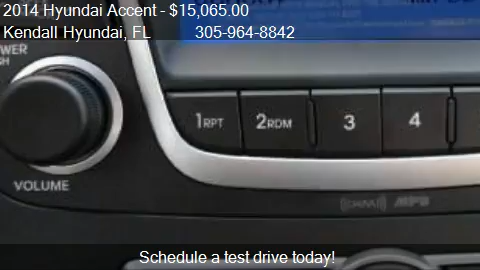 2014 Hyundai Accent - $15,065.00
Kendall Hyundai, FL 305-964-8842
1RPT 2RDM 3 4
VOLUME
MP3
Schedule a test drive today!